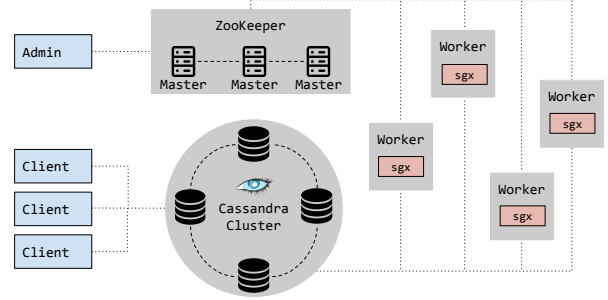 ZooKeeper
Admin
Master
Master
Master
Worker
sgx
Worker
sgx
Worker
sgx
Worker
sgx
Client
Client
Client
Cassandra
Cluster